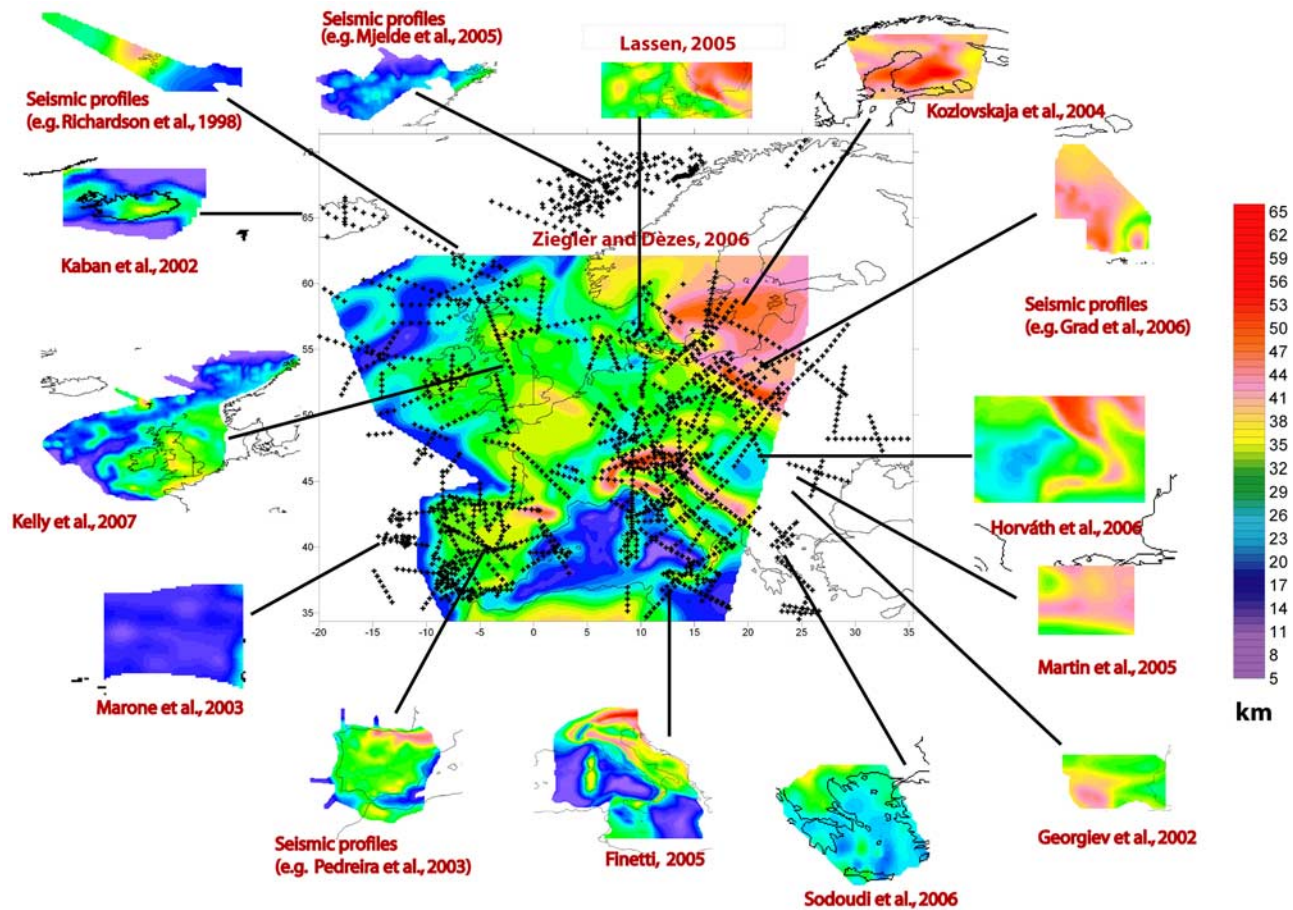 Seismic profiles
(e.g. Mjelde et al., 2005)
Lassen, 2005
Seismic profiles
(e.g. Richardson et al., 1998)
Kozlovskaja et al., 2004
Kaban et al., 2002
Ziegler and Dèzes, 2006
Seismic profiles
(e.g. Grad et al., 2006)
Kelly et al., 2007
Horváth et al., 2006
Marone et al., 2003
Martin et al., 2005
Seismic profiles
(e.g. Pedreira et al., 2003)
Finetti, 2005
Sodoudi et al., 2006
Georgiev et al., 2002
70
65
60
55
50
45
40
35
-20
-15
-10
-5
0
5
10
15
20
25
30
35
65
62
59
56
53
50
47
44
41
38
35
32
29
26
23
20
17
14
11
8
5
km